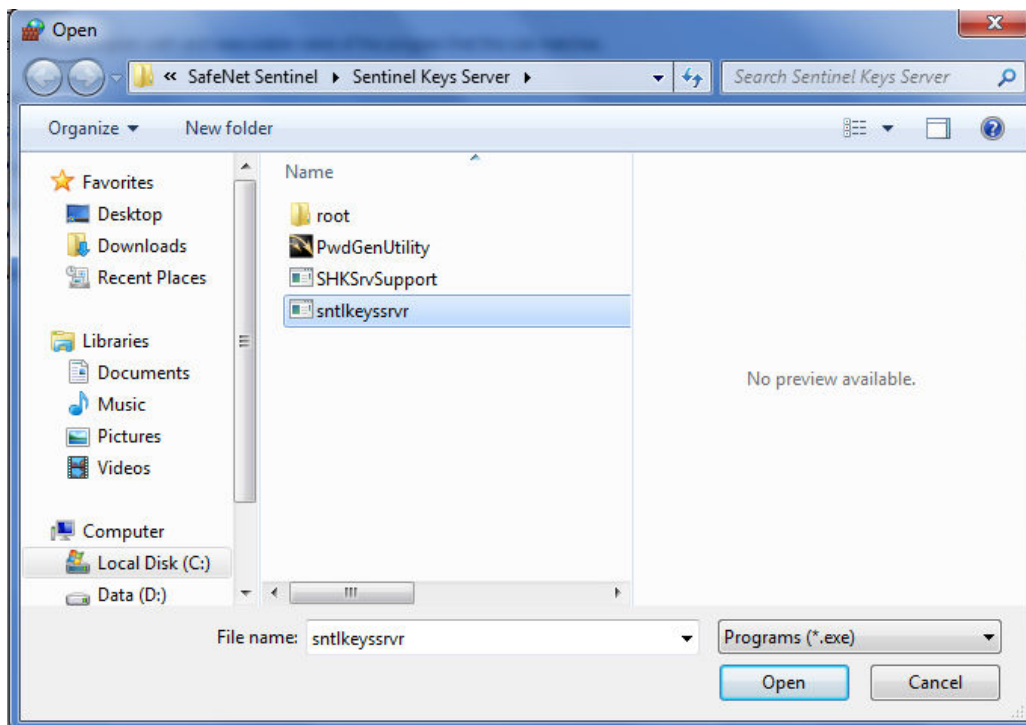 Open
« SafeNet Sentinel Sentinel Keys Server
Search Sentinel Keys Server
Organize New folder
Favorites
Desktop
Downloads
Recent Places
Libraries
Documents
Music
Pictures
Videos
Computer
Local Disk (C:)
Data (D:)
Name
root
PwdGenUtility
SHKSrvSupport
sntlkeyssrvr
No preview available.
File name: sntlkeyssrvr
Programs (*.exe)
Open Cancel